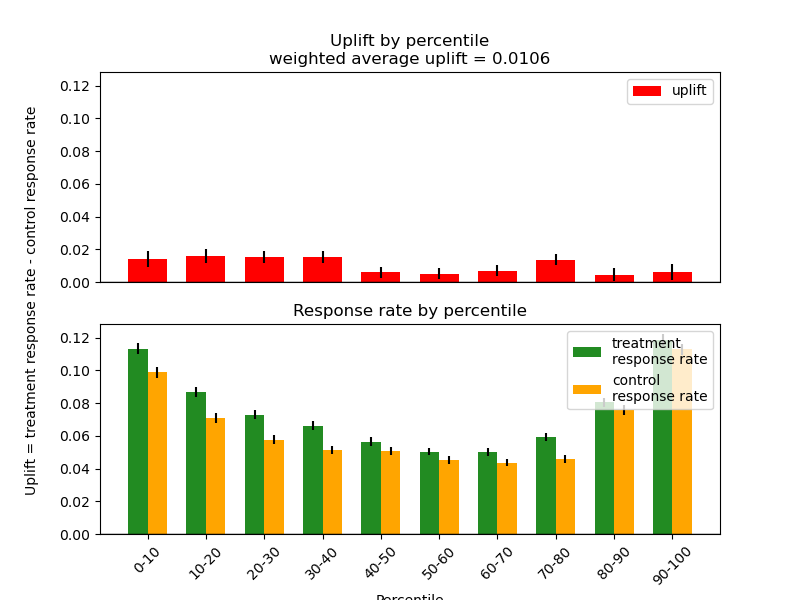 Uplift by percentile
weighted average uplift = 0.0106
uplift
0.12
0.10
0.08
0.06
0.04
0.02
0.00
Uplift = treatment response rate - control response rate
Response rate by percentile
treatment
response rate
control
response rate
0.12
0.10
0.08
0.06
0.04
0.02
0.00
0-10
10-20
20-30
30-40
40-50
50-60
60-70
70-80
80-90
90-100
Percentile